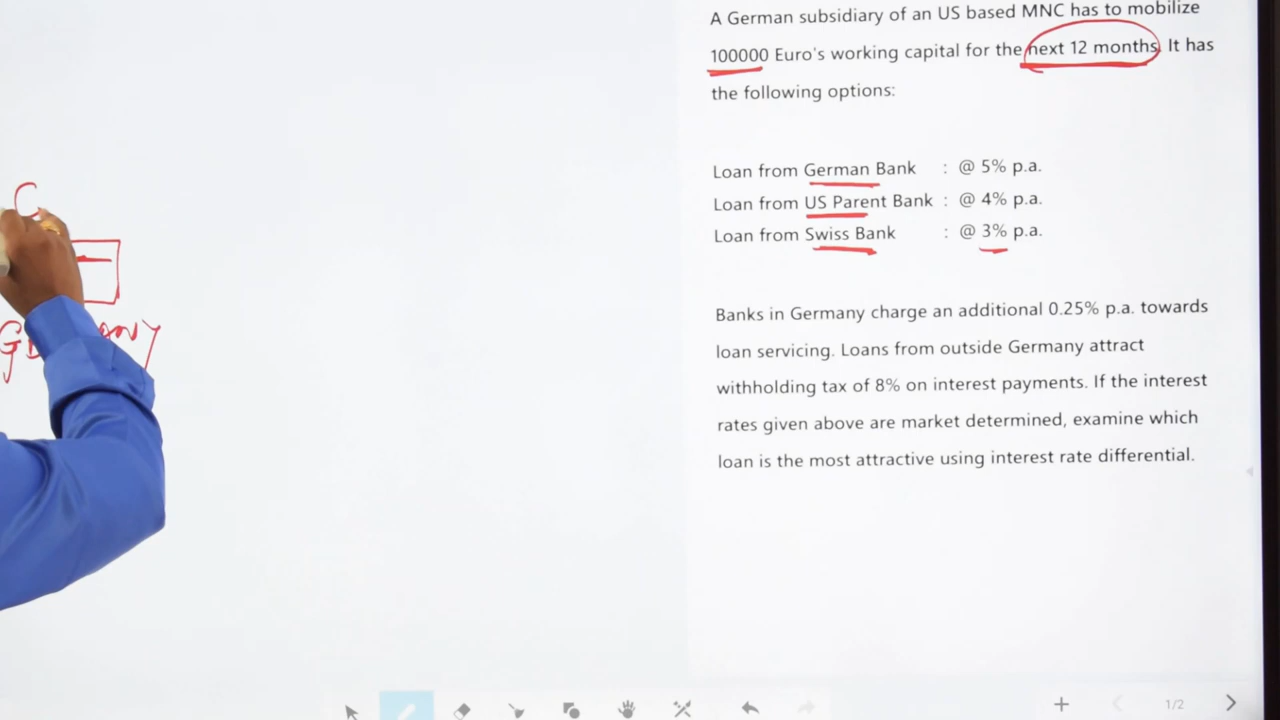 A German subsidiary of an US based MNC has to mobilize
100000 Euro's working capital for the next 12 months. It has
the following options:
Loan from German Bank : @ 5% p.a.
Loan from US Parent Bank : @ 4% p.a.
Loan from Swiss Bank : @ 3% p.a.
Banks in Germany charge an additional 0.25% p.a. towards
loan servicing. Loans from outside Germany attract
withholding tax of 8% on interest payments. If the interest
rates given above are market determined, examine which
loan is the most attractive using interest rate differential.
C
1/2